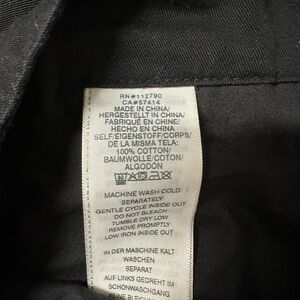 RN#112790
CA#57414
MADE IN CHINA/
HERGESTELLT IN CHINA/
FABRIQUÉ EN CHINE/
HECHO EN CHINA
SELF/EIGENSTOFF/CORPS/
DE LA MISMA TELA:
100% COTTON/
BAUMWOLLE/COTON/
ALGODÓN
MACHINE WASH COLD
SEPARATELY
GENTLE CYCLE INSIDE OUT
DO NOT BLEACH
TUMBLE DRY LOW
REMOVE PROMPTLY
LOW IRON INSIDE OUT
IN DER MASCHINE KALT
WASCHEN
SEPARAT
AUF LINKS GEDREHT IM
SCHONWASCHGANG